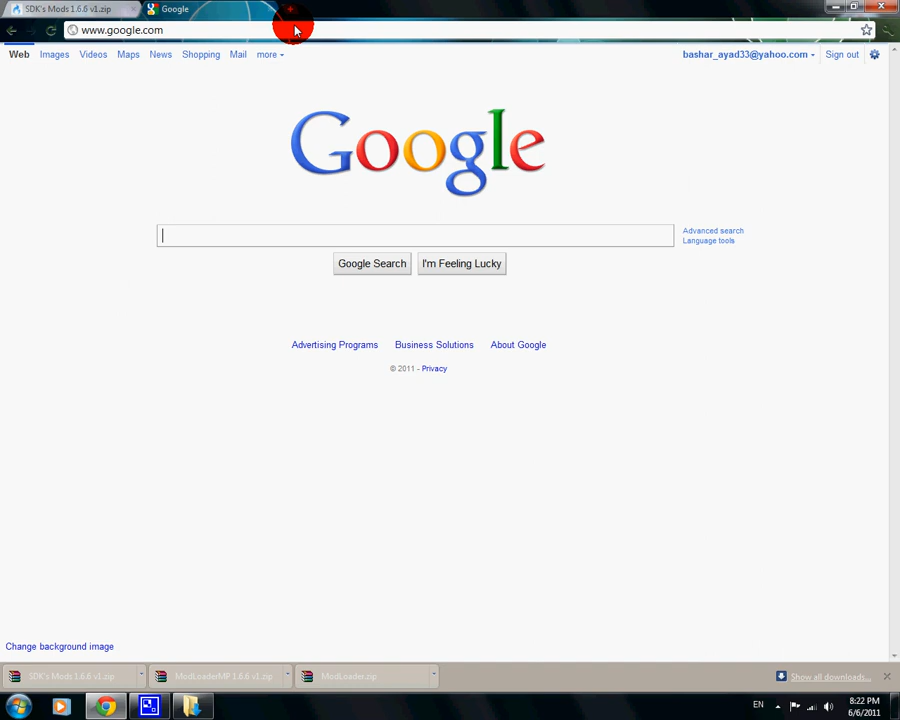 SDK's Mods 1.6.6 v1.zip
Google
www.google.com
Web Images Videos Maps News Shopping Mail more
bashar_ayad33@yahoo.com Sign out
Google
Advanced search
Language tools
Google Search I'm Feeling Lucky
Advertising Programs Business Solutions About Google
© 2011 - Privacy
Change background image
SDK's Mods 1.6.6 v1.zip ModLoaderMP 1.6.6 v1.zip ModLoader.zip Show all downloads...
EN 8:22 PM
6/6/2011